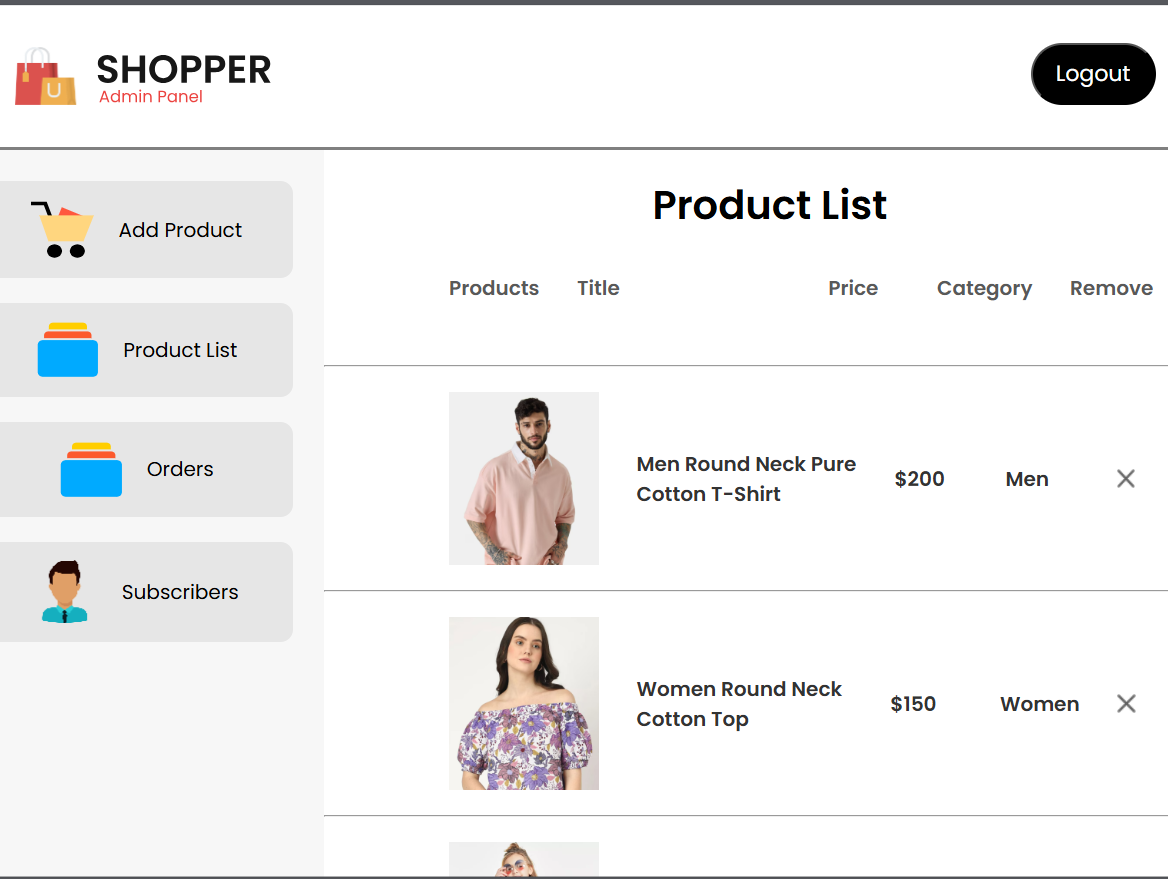 SHOPPER
Admin Panel
Logout
U
Add Product
Product List
Orders
Subscribers
Product List
Products Title Price Category Remove
Men Round Neck Pure
Cotton T-Shirt
$200
Men
Women Round Neck
Cotton Top
$150
Women